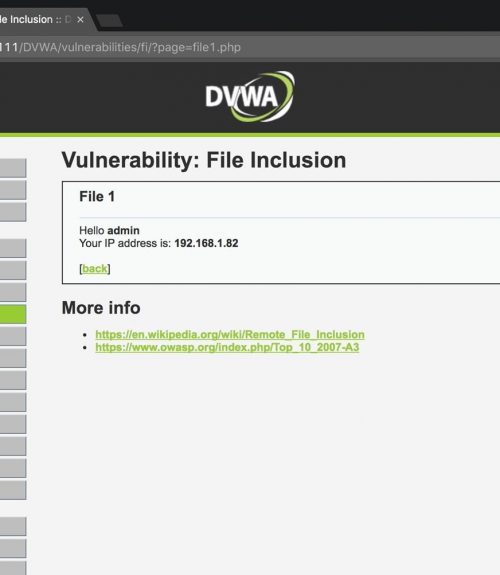 le Inclusion :: D
111/DVWA/vulnerabilities/fi/?page=file1.php
DVWA
Vulnerability: File Inclusion
File 1
Hello admin
Your IP address is: 192.168.1.82
[back]
More info
https://en.wikipedia.org/wiki/Remote_File_Inclusion
https://www.owasp.org/index.php/Top_10_2007-A3